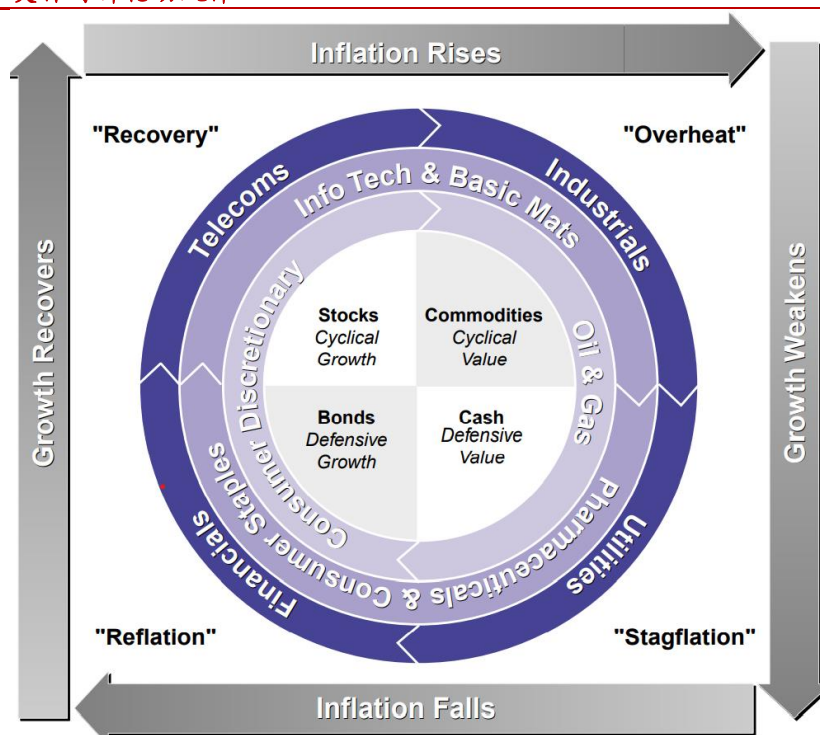 Inflation Rises
"Recovery"
"Overheat"
Telecoms
Info Tech & Basic Mats
Industrials
Growth Recovers
Growth Weakens
Consumer Discretionary
Oil & Gas
Stocks
Cyclical
Growth
Commodities
Cyclical
Value
Bonds
Defensive
Growth
Cash
Defensive
Value
Financials
Pharmaceuticals & Consumer Staples
Utilities
"Reflation"
"Stagflation"
Inflation Falls